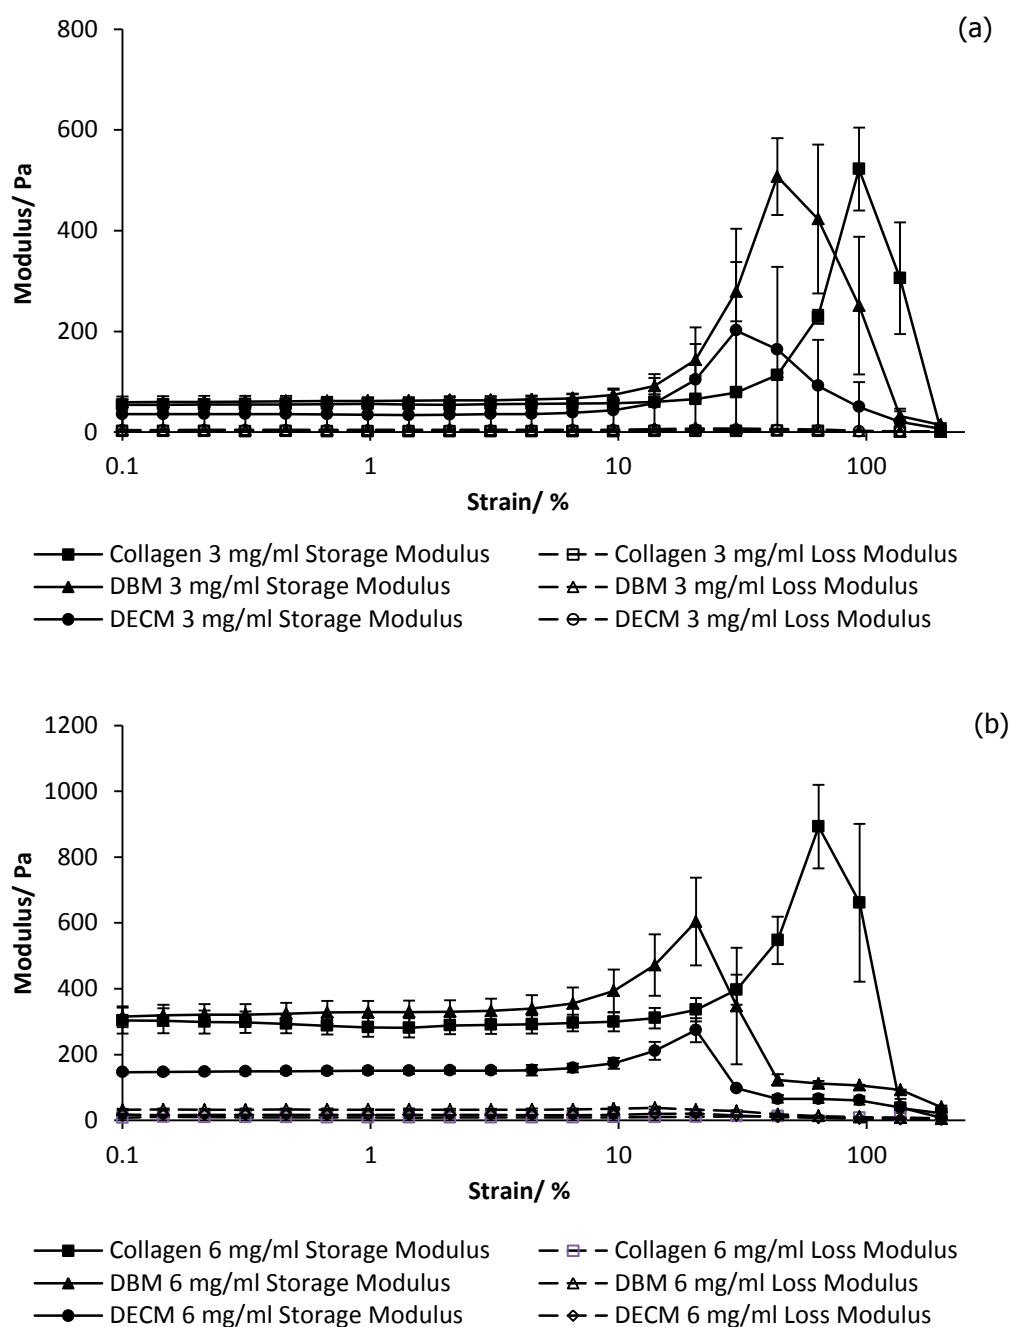 (a)
800
600
400
200
0
Modulus/ Pa
0.1 1 10 100
Strain/ %
Collagen 3 mg/ml Storage Modulus Collagen 3 mg/ml Loss Modulus
DBM 3 mg/ml Storage Modulus DBM 3 mg/ml Loss Modulus
DECM 3 mg/ml Storage Modulus DECM 3 mg/ml Loss Modulus
(b)
1200
1000
800
600
400
200
0
Modulus/ Pa
0.1 1 10 100
Strain/ %
Collagen 6 mg/ml Storage Modulus Collagen 6 mg/ml Loss Modulus
DBM 6 mg/ml Storage Modulus DBM 6 mg/ml Loss Modulus
DECM 6 mg/ml Storage Modulus DECM 6 mg/ml Loss Modulus